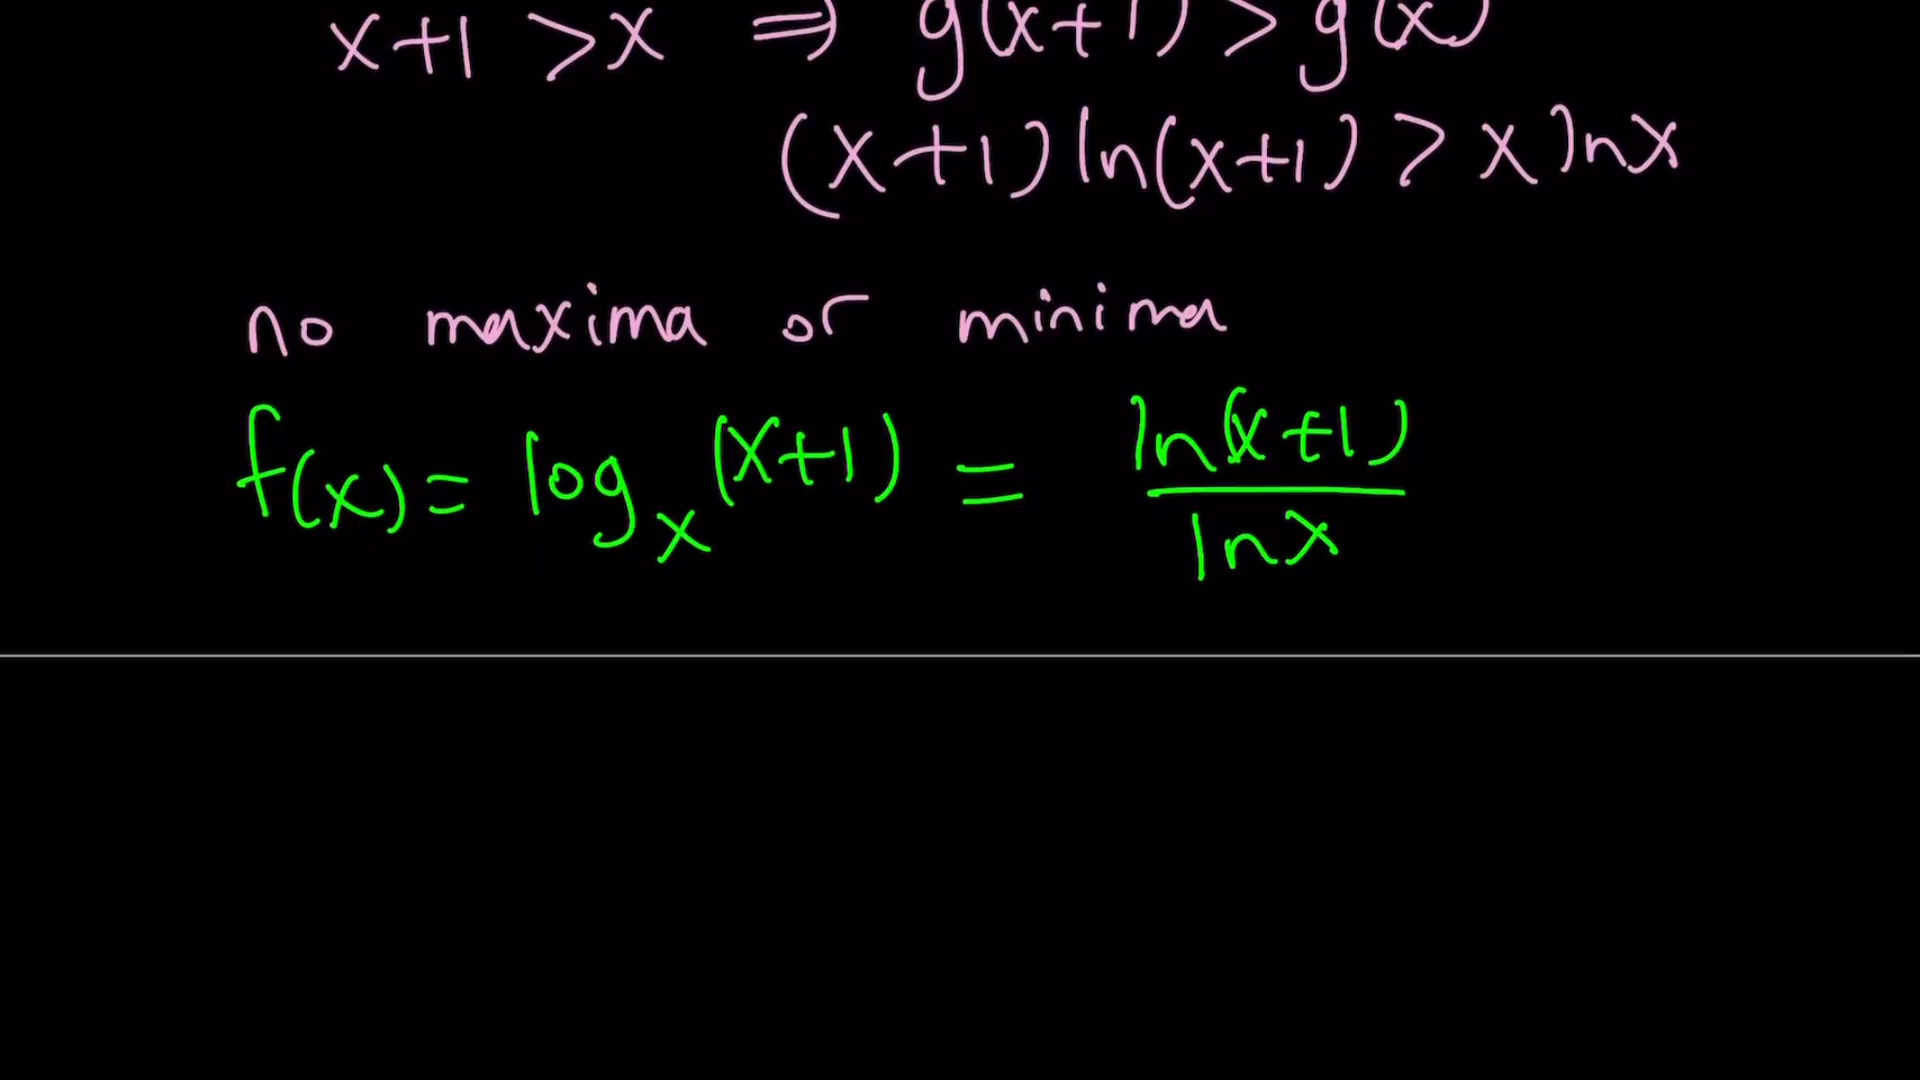 x+1 > x ⇒ g(x+1) > g(x)
(x+1) ln(x+1) > x ln x
no maxima or minima
f(x) = log_x (x+1) = ln(x+1) / ln x